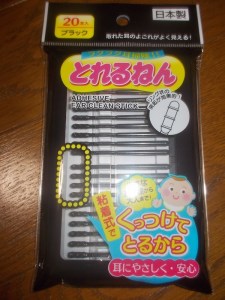 20本入
ブラック
日本製
取れた耳のよごれがよく見える!
とれるねん
ADHESIVE
EAR CLEAN STICK
粘着式で
くっつけて
とるから
耳にやさしく・安心